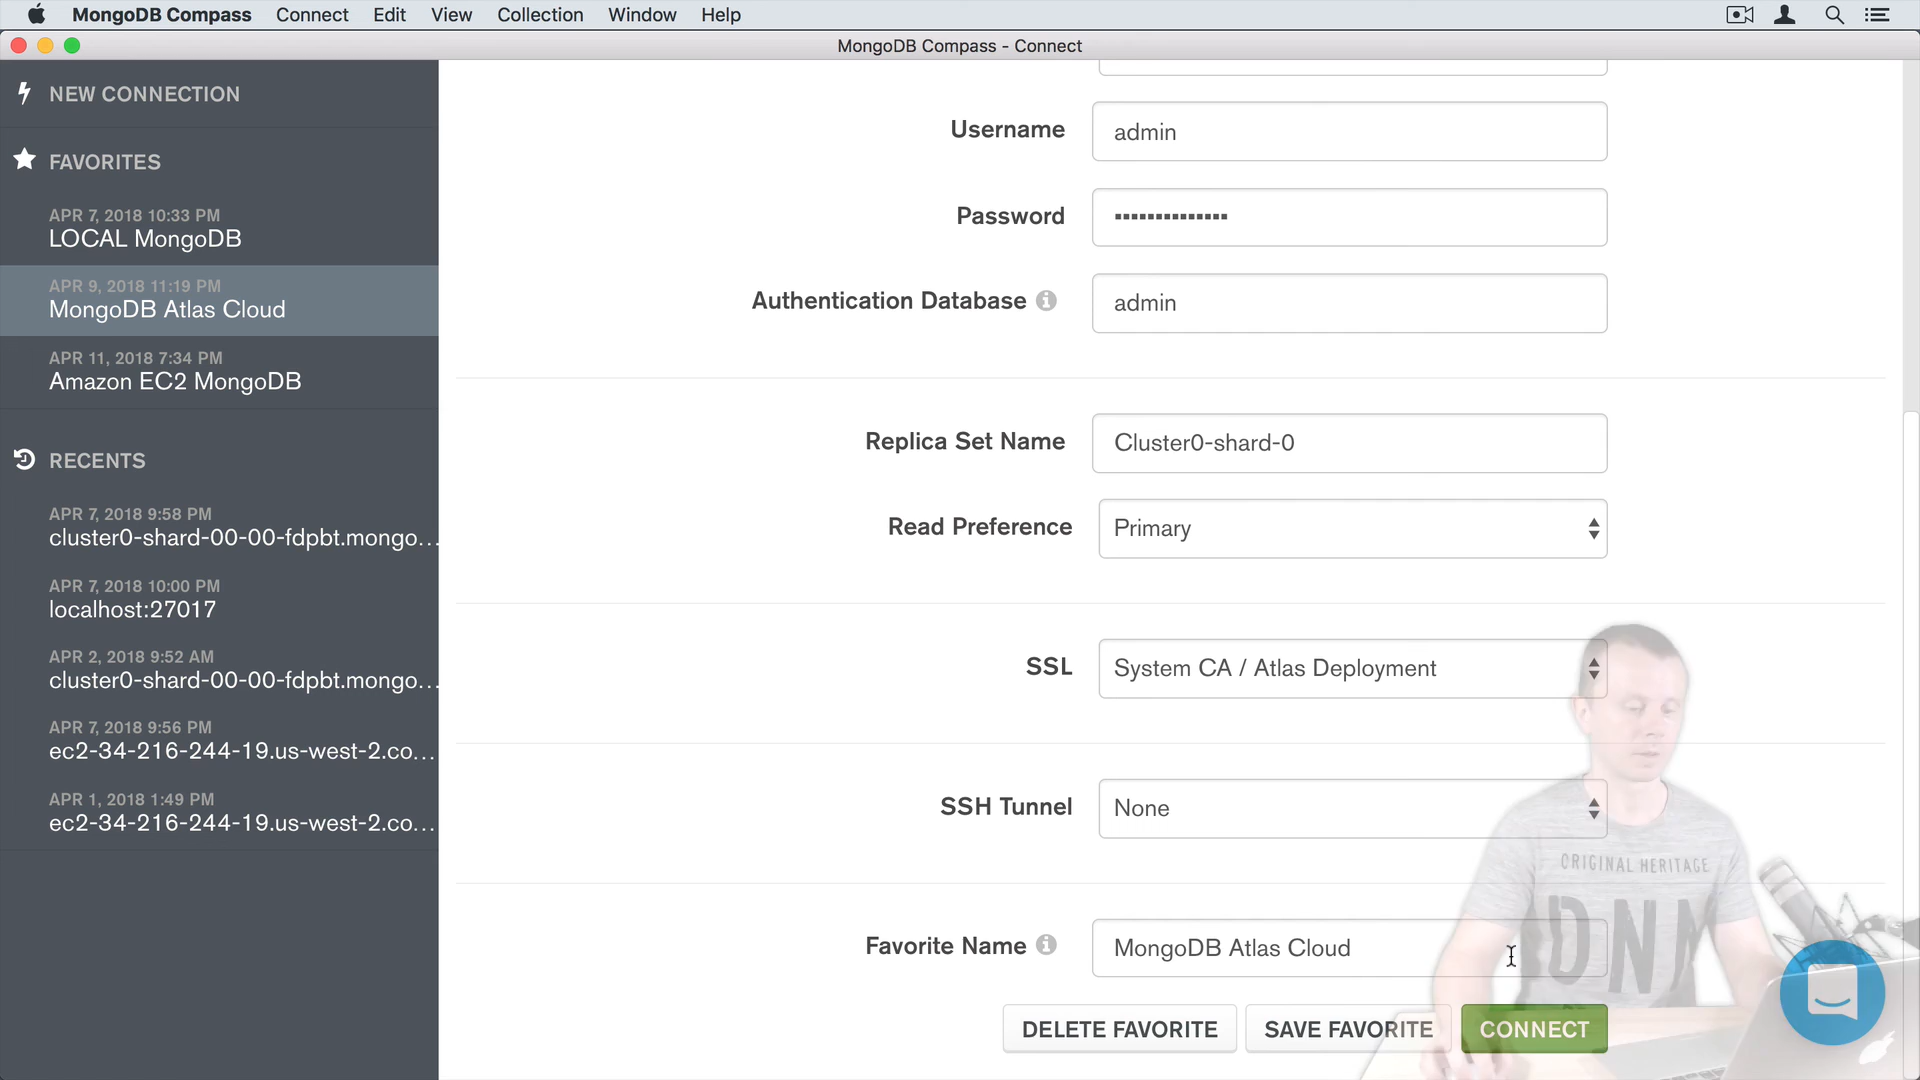 MongoDB Compass Connect Edit View Collection Window Help
MongoDB Compass - Connect
NEW CONNECTION
FAVORITES
APR 7, 2018 10:33 PM
LOCAL MongoDB
APR 9, 2018 11:19 PM
MongoDB Atlas Cloud
APR 11, 2018 7:34 PM
Amazon EC2 MongoDB
RECENTS
APR 7, 2018 9:58 PM
cluster0-shard-00-00-fdpbt.mongo...
APR 7, 2018 10:00 PM
localhost:27017
APR 2, 2018 9:52 AM
cluster0-shard-00-00-fdpbt.mongo...
APR 7, 2018 9:56 PM
ec2-34-216-244-19.us-west-2.co...
APR 1, 2018 1:49 PM
ec2-34-216-244-19.us-west-2.co...
Username admin
Password ••••••••••••••
Authentication Database admin
Replica Set Name Cluster0-shard-0
Read Preference Primary
SSL System CA / Atlas Deployment
SSH Tunnel None
Favorite Name MongoDB Atlas Cloud
DELETE FAVORITE SAVE FAVORITE CONNECT
ORIGINAL HERITAGE